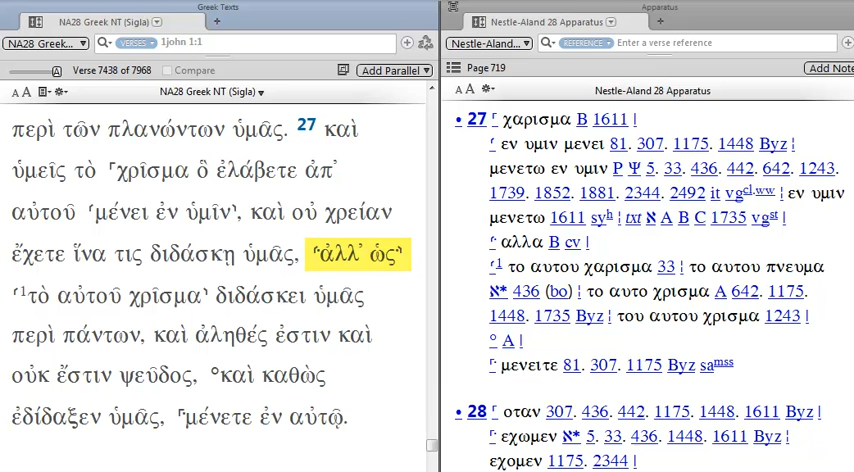 Greek Texts
NA28 Greek NT (Sigla)
NA28 Greek...
VERSES 1john 1:1
Verse 7438 of 7968 Compare Add Parallel
A A NA28 Greek NT (Sigla)
περὶ τῶν πλανώντων ὑμᾶς. 27 καὶ
ὑμεῖς τὸ ⸀χρῖσμα ὃ ἐλάβετε ἀπ᾽
αὐτοῦ ⸂μένει ἐν ὑμῖν⸃, καὶ οὐ χρείαν
ἔχετε ἵνα τις διδάσκῃ ὑμᾶς, ⸂ἀλλ᾽ ὡς⸃
⸂1τὸ αὐτοῦ χρῖσμα⸃ διδάσκει ὑμᾶς
περὶ πάντων, καὶ ἀληθές ἐστιν καὶ
οὐκ ἔστιν ψεῦδος, °καὶ καθὼς
ἐδίδαξεν ὑμᾶς, ⸀μένετε ἐν αὐτῷ.
Apparatus
Nestle-Aland 28 Apparatus
Nestle-Aland...
REFERENCE Enter a verse reference
Page 719 Add Note
A A Nestle-Aland 28 Apparatus
• 27 ⸀ χαρισμα B 1611 |
⸂ εν υμιν μενει 81. 307. 1175. 1448 Byz ¦
μενετω εν υμιν P Ψ 5. 33. 436. 442. 642. 1243.
1739. 1852. 1881. 2344. 2492 it vgcl.ww ¦ εν υμιν
μενετω 1611 syh ¦ txt ℵ A B C 1735 vgst |
⸂ αλλα B cv |
⸂1 το αυτου χαρισμα 33 ¦ το αυτου πνευμα
ℵ* 436 (bo) ¦ το αυτο χρισμα A 642. 1175.
1448. 1735 Byz ¦ του αυτου χρισμα 1243 |
° A |
⸀ μενειτε 81. 307. 1175 Byz samss
• 28 ⸀ οταν 307. 436. 442. 1175. 1448. 1611 Byz |
⸀ εχωμεν ℵ* 5. 33. 436. 1448. 1611 Byz ¦
εχομεν 1175. 2344 |